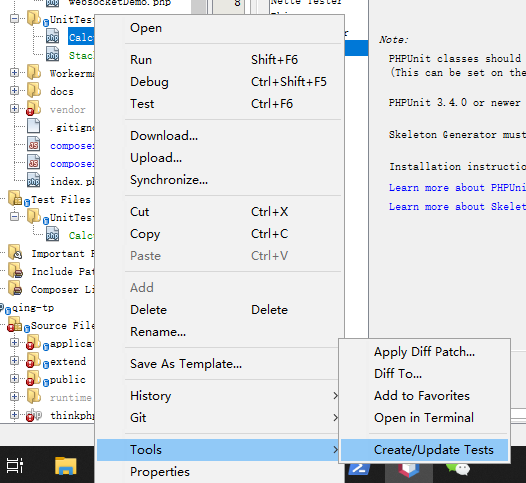 WebsocketDemo.php
UnitTes
Calc
Stac
Workerma
docs
vendor
.gitigno
compose
compose
index.ph
Test Files
UnitTest
Calc
Important F
Include Pat
Composer Li
qing-tp
Source File
applicat
extend
public
runtime
thinkphp
8
Nette Tester
Open
Run Shift+F6
Debug Ctrl+Shift+F5
Test Ctrl+F6
Download...
Upload...
Synchronize...
Cut Ctrl+X
Copy Ctrl+C
Paste Ctrl+V
Add
Delete Delete
Rename...
Save As Template...
History
Git
Tools
Properties
Note:
PHPUnit classes should
(This can be set on the
PHPUnit 3.4.0 or newer
Skeleton Generator must
Installation instructio
Learn more about PHPUni
Learn more about Skelet
Apply Diff Patch...
Diff To...
Add to Favorites
Open in Terminal
Create/Update Tests